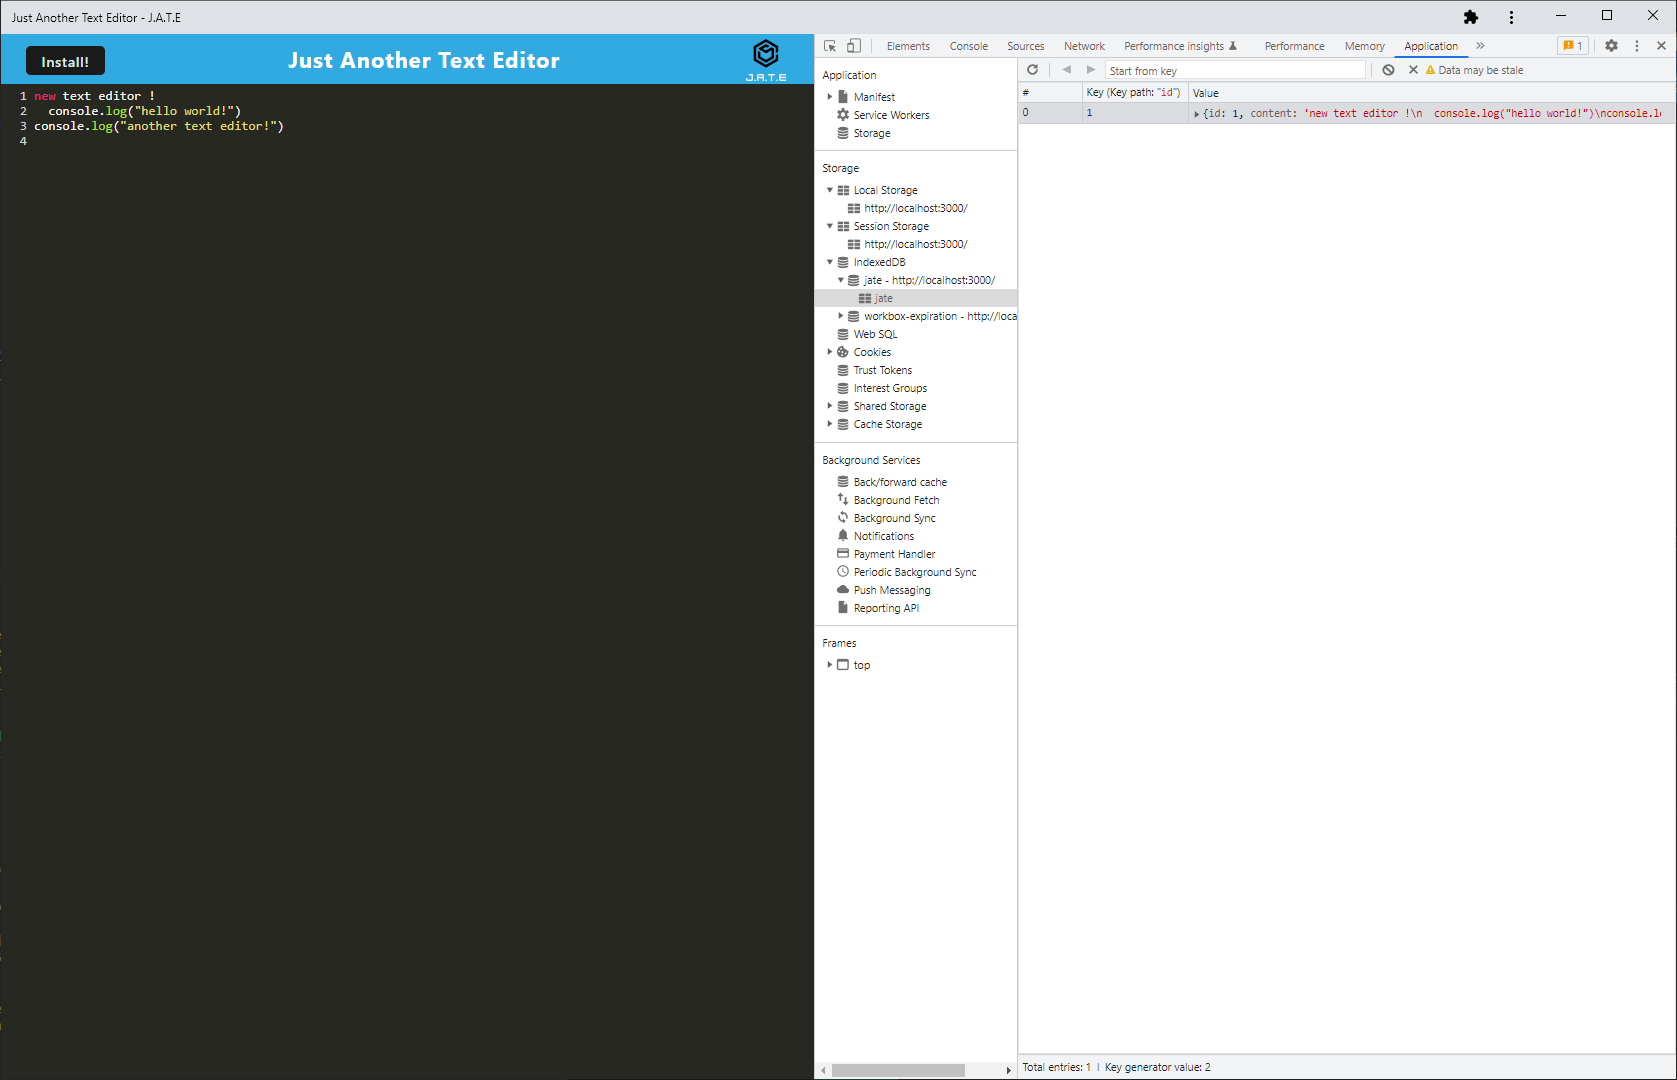 Just Another Text Editor - J.A.T.E
Install!
Just Another Text Editor
J.A.T.E
1 new text editor !
2   console.log("hello world!")
3 console.log("another text editor!")
4
Elements Console Sources Network Performance insights Performance Memory Application » 1
Application
Manifest
Service Workers
Storage
Storage
Local Storage
http://localhost:3000/
Session Storage
http://localhost:3000/
IndexedDB
jate - http://localhost:3000/
jate
workbox-expiration - http://loca
Web SQL
Cookies
Trust Tokens
Interest Groups
Shared Storage
Cache Storage
Background Services
Back/forward cache
Background Fetch
Background Sync
Notifications
Payment Handler
Periodic Background Sync
Push Messaging
Reporting API
Frames
top
Start from key
Data may be stale
# Key (Key path: "id") Value
0 1 {id: 1, content: 'new text editor !\n  console.log("hello world!")\nconsole.lo
Total entries: 1 | Key generator value: 2